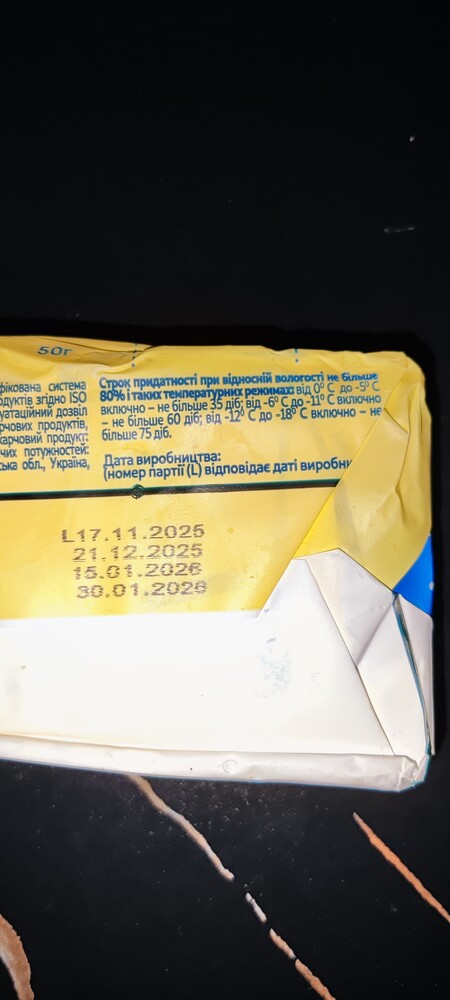 50г
фікована система
одуктів згідно ISO
уатаційний дозвіл
рчових продуктів,
карчовий продукт:
чих потужностей:
ська обл., Україна,
Строк придатності при відносній вологості не більше
80% і таких температурних режимах: від 0° С до -5° С
включно – не більше 35 діб; від -6° С до -11° С включно
– не більше 60 діб; від -12° С до -18° С включно – не
більше 75 діб.
Дата виробництва:
(номер партії (L) відповідає даті виробни
L17.11.2025
21.12.2025
15.01.2026
30.01.2026